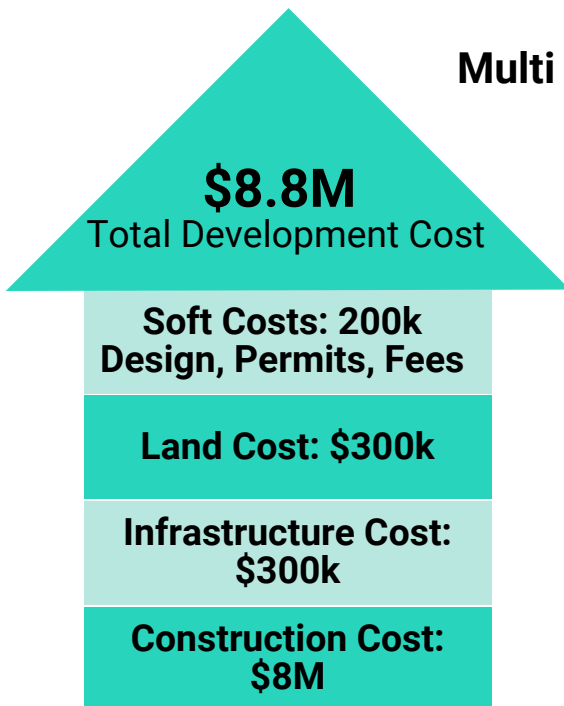 Multi
$8.8M
Total Development Cost
Soft Costs: 200k
Design, Permits, Fees
Land Cost: $300k
Infrastructure Cost:
$300k
Construction Cost:
$8M